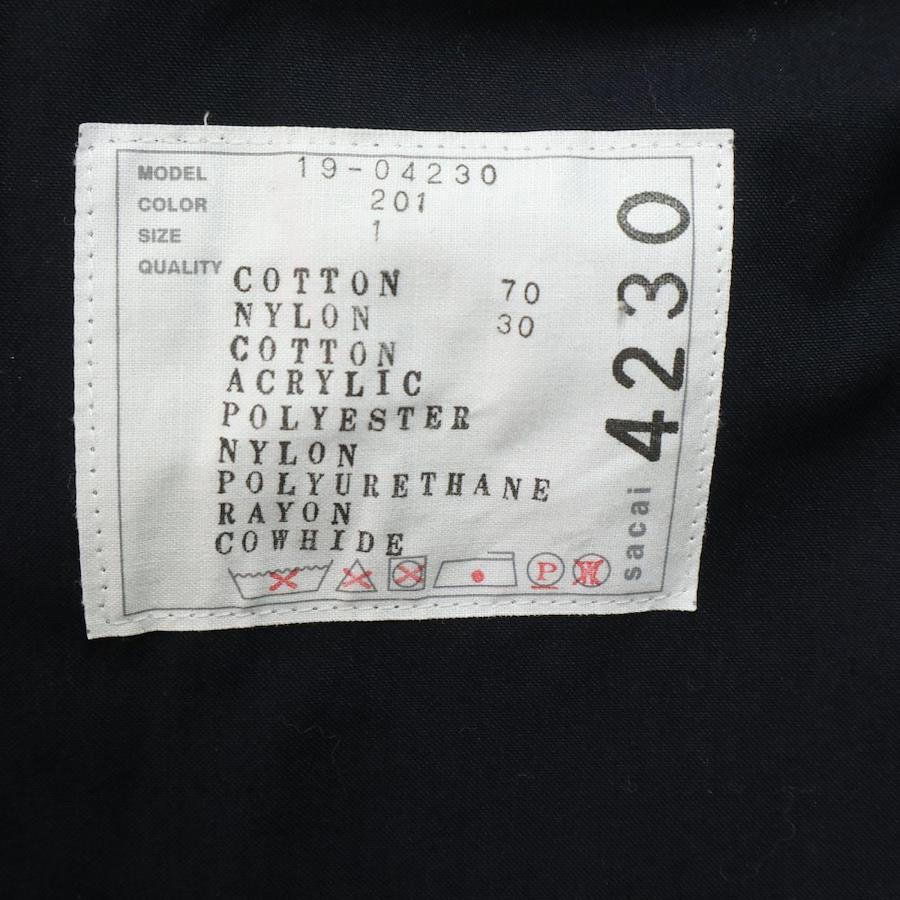 MODEL 19-04230
COLOR 201
SIZE 1
QUALITY
COTTON 70
NYLON 30
COTTON
ACRYLIC
POLYESTER
NYLON
POLYURETHANE
RAYON
COWHIDE
P
W
sacai 4230